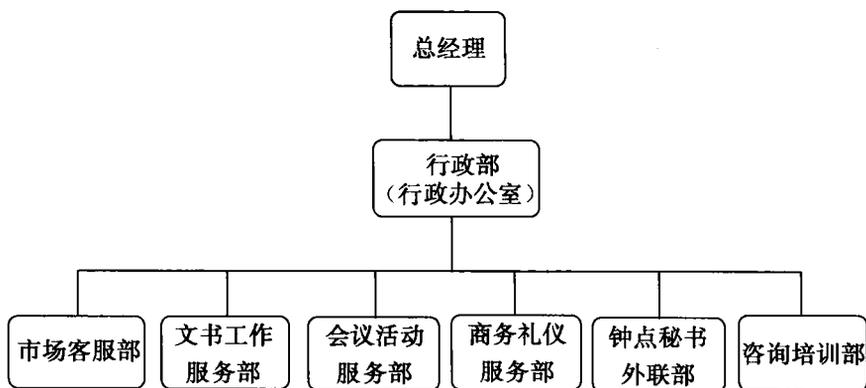 总经理
行政部
（行政办公室）
市场客服部
文书工作
服务部
会议活动
服务部
商务礼仪
服务部
钟点秘书
外联部
咨询培训部